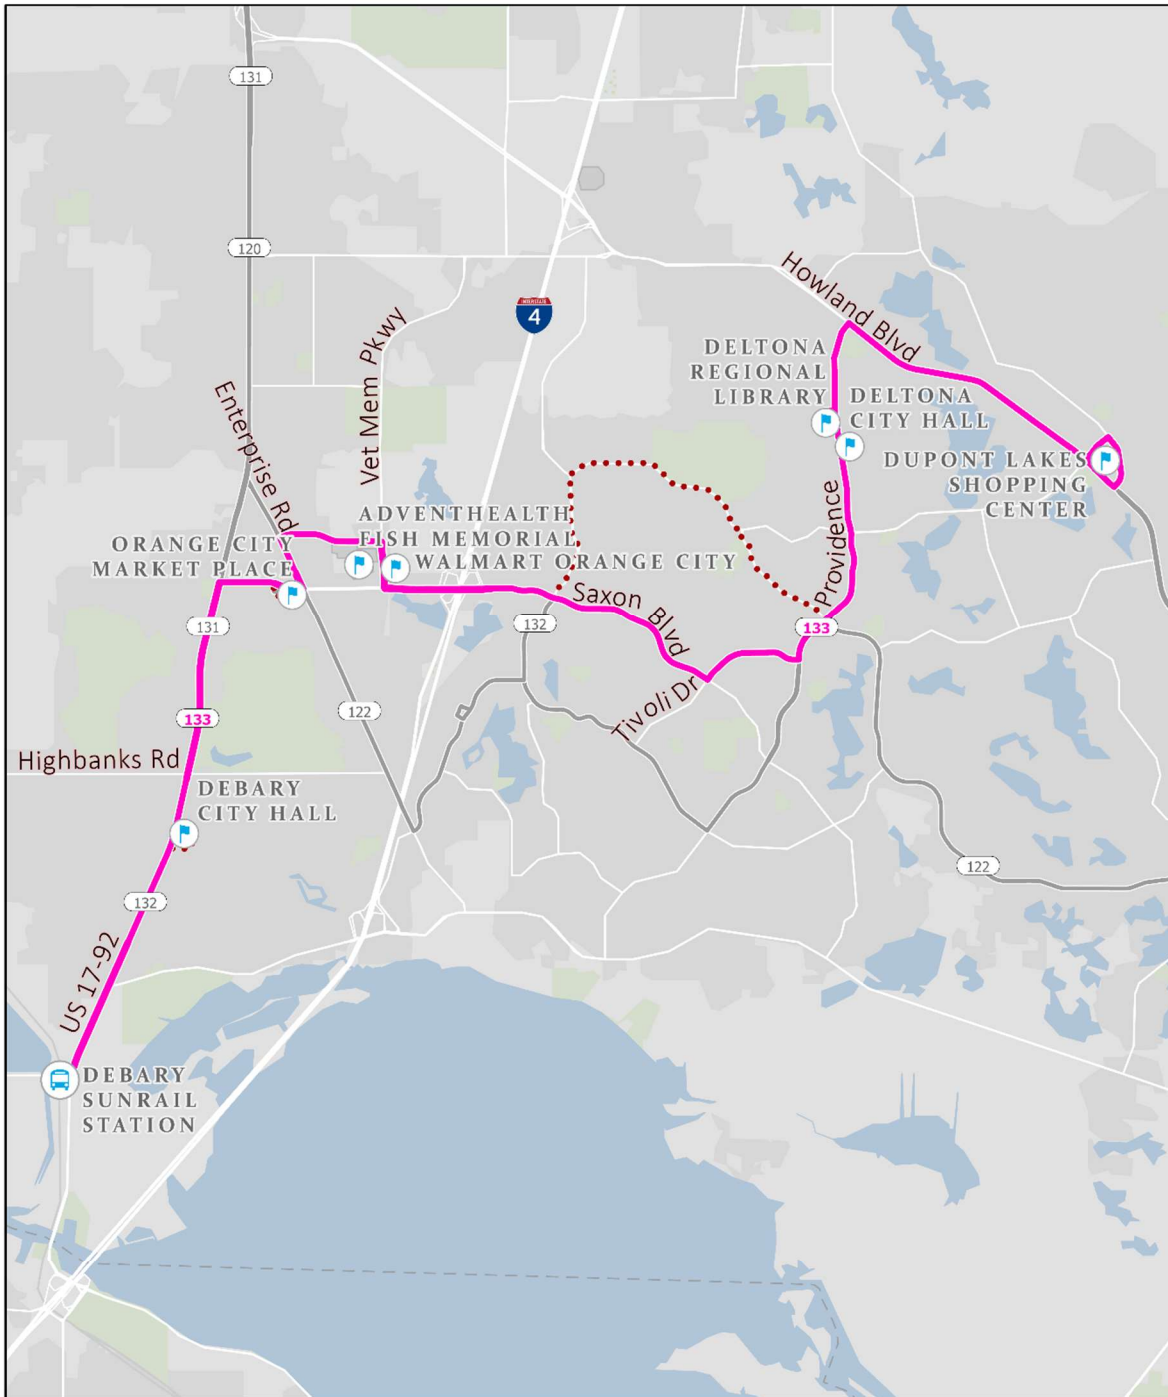 131
120
INTERSTATE
4
Howland Blvd
Vet Mem Pkwy
DELTONA
REGIONAL
LIBRARY
DELTONA
CITY HALL
Enterprise Rd
DUPONT LAKES
SHOPPING
CENTER
Providence
ADVENTHEALTH
FISH MEMORIAL
WALMART ORANGE CITY
ORANGE CITY
MARKET PLACE
Saxon Blvd
131
132
133
133
122
Tivoli Dr
Highbanks Rd
DEBARY
CITY HALL
122
132
US 17-92
DEBARY
SUNRAIL
STATION